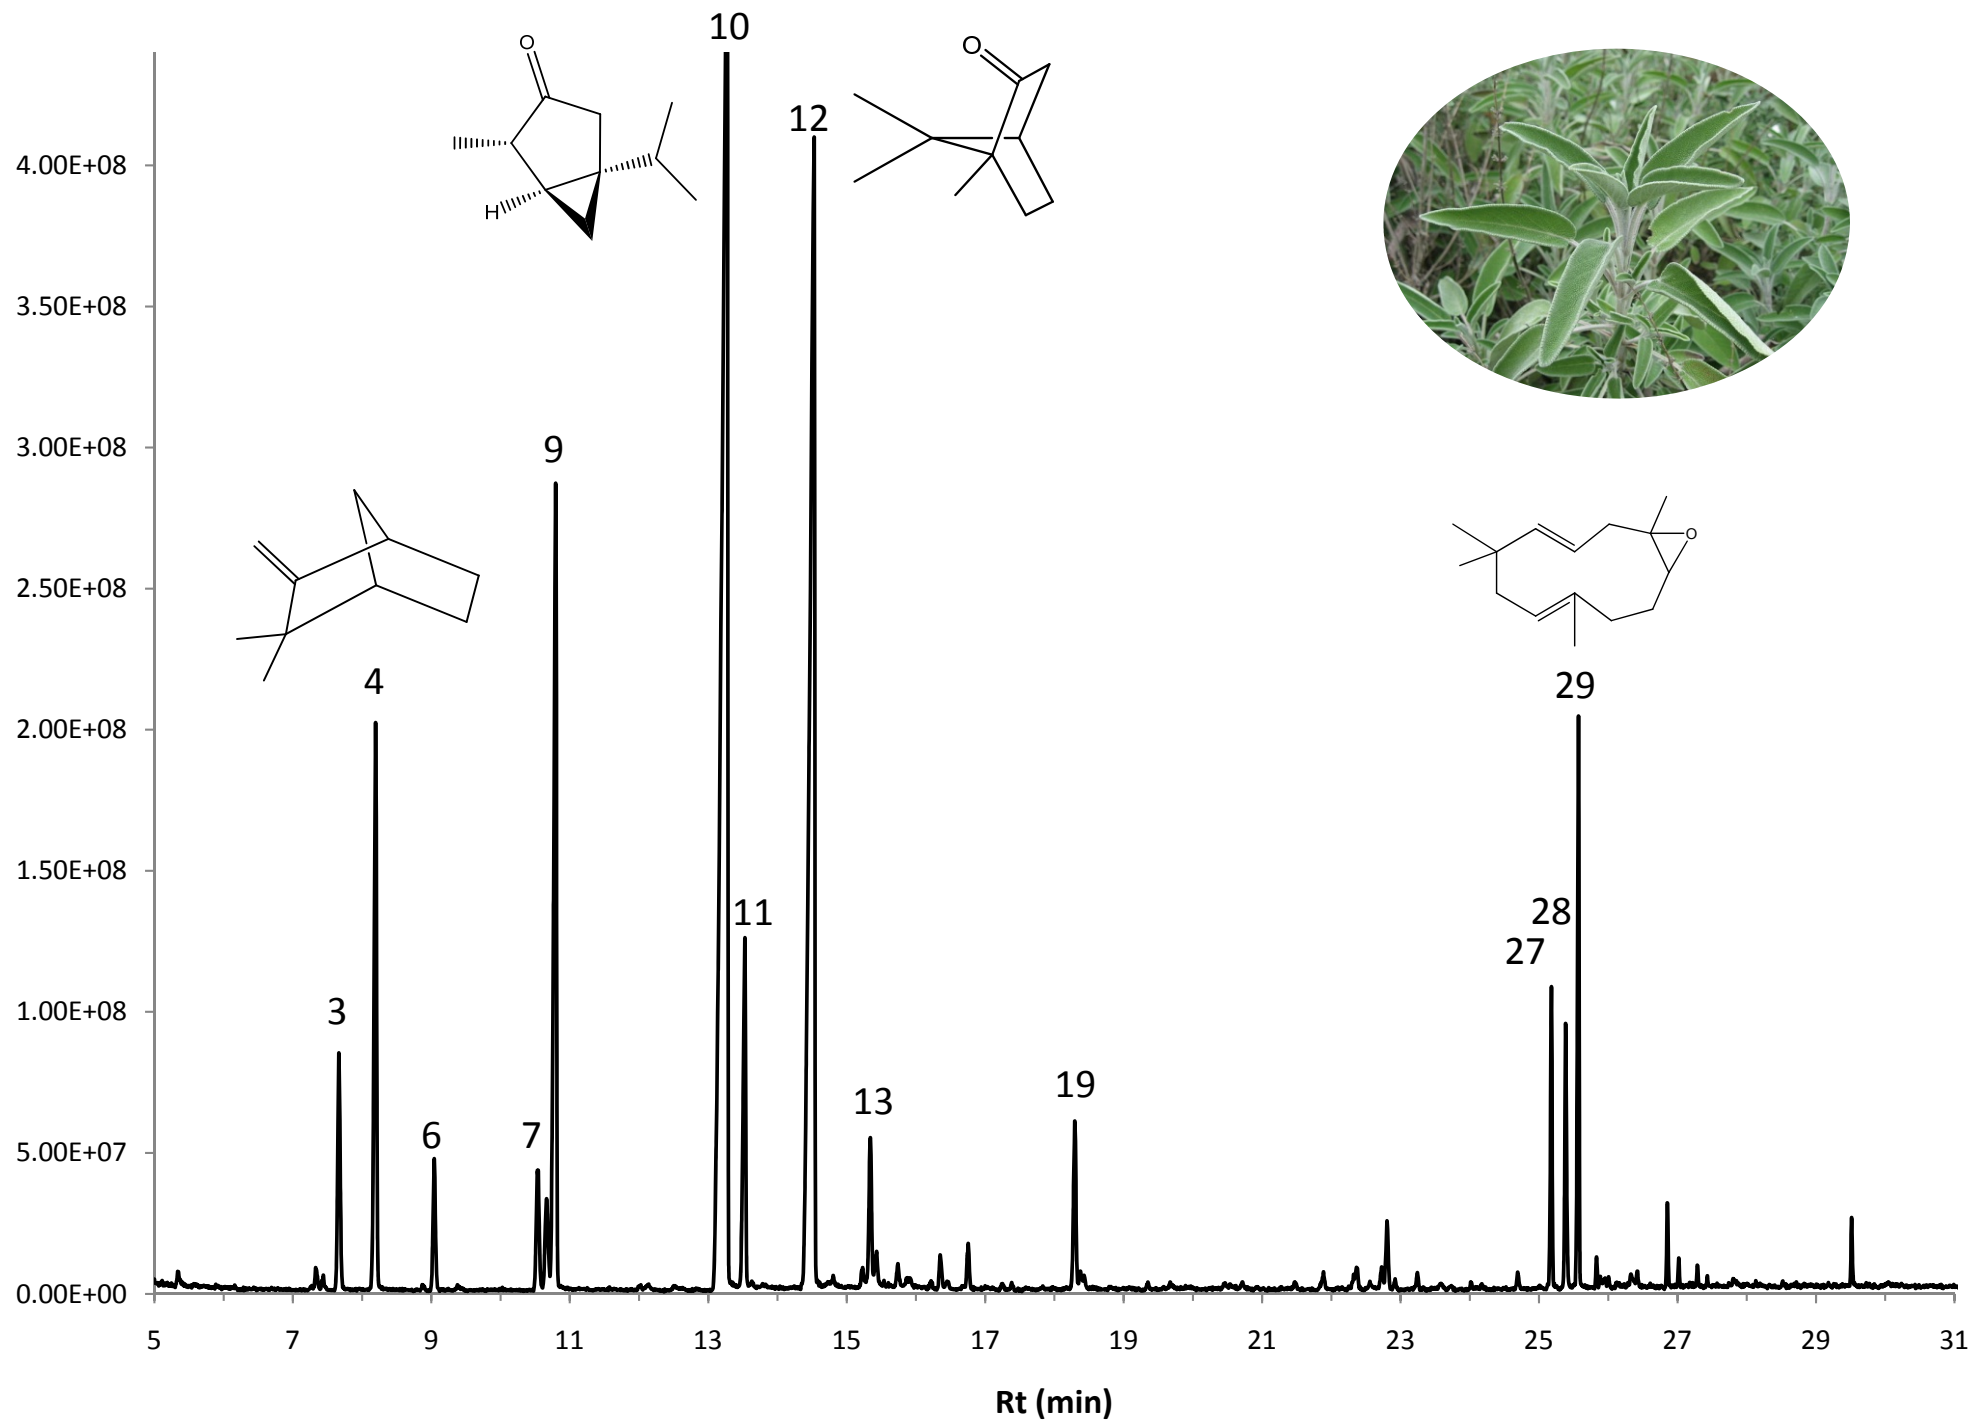 10
O
O
12
4.00E+08
H
3.50E+08
3.00E+08
9
O
2.50E+08
4
29
2.00E+08
1.50E+08
11
28
27
3
1.00E+08
19
13
6
7
5.00E+07
0.00E+00
5 7 9 11 13 15 17 19 21 23 25 27 29 31
Rt (min)